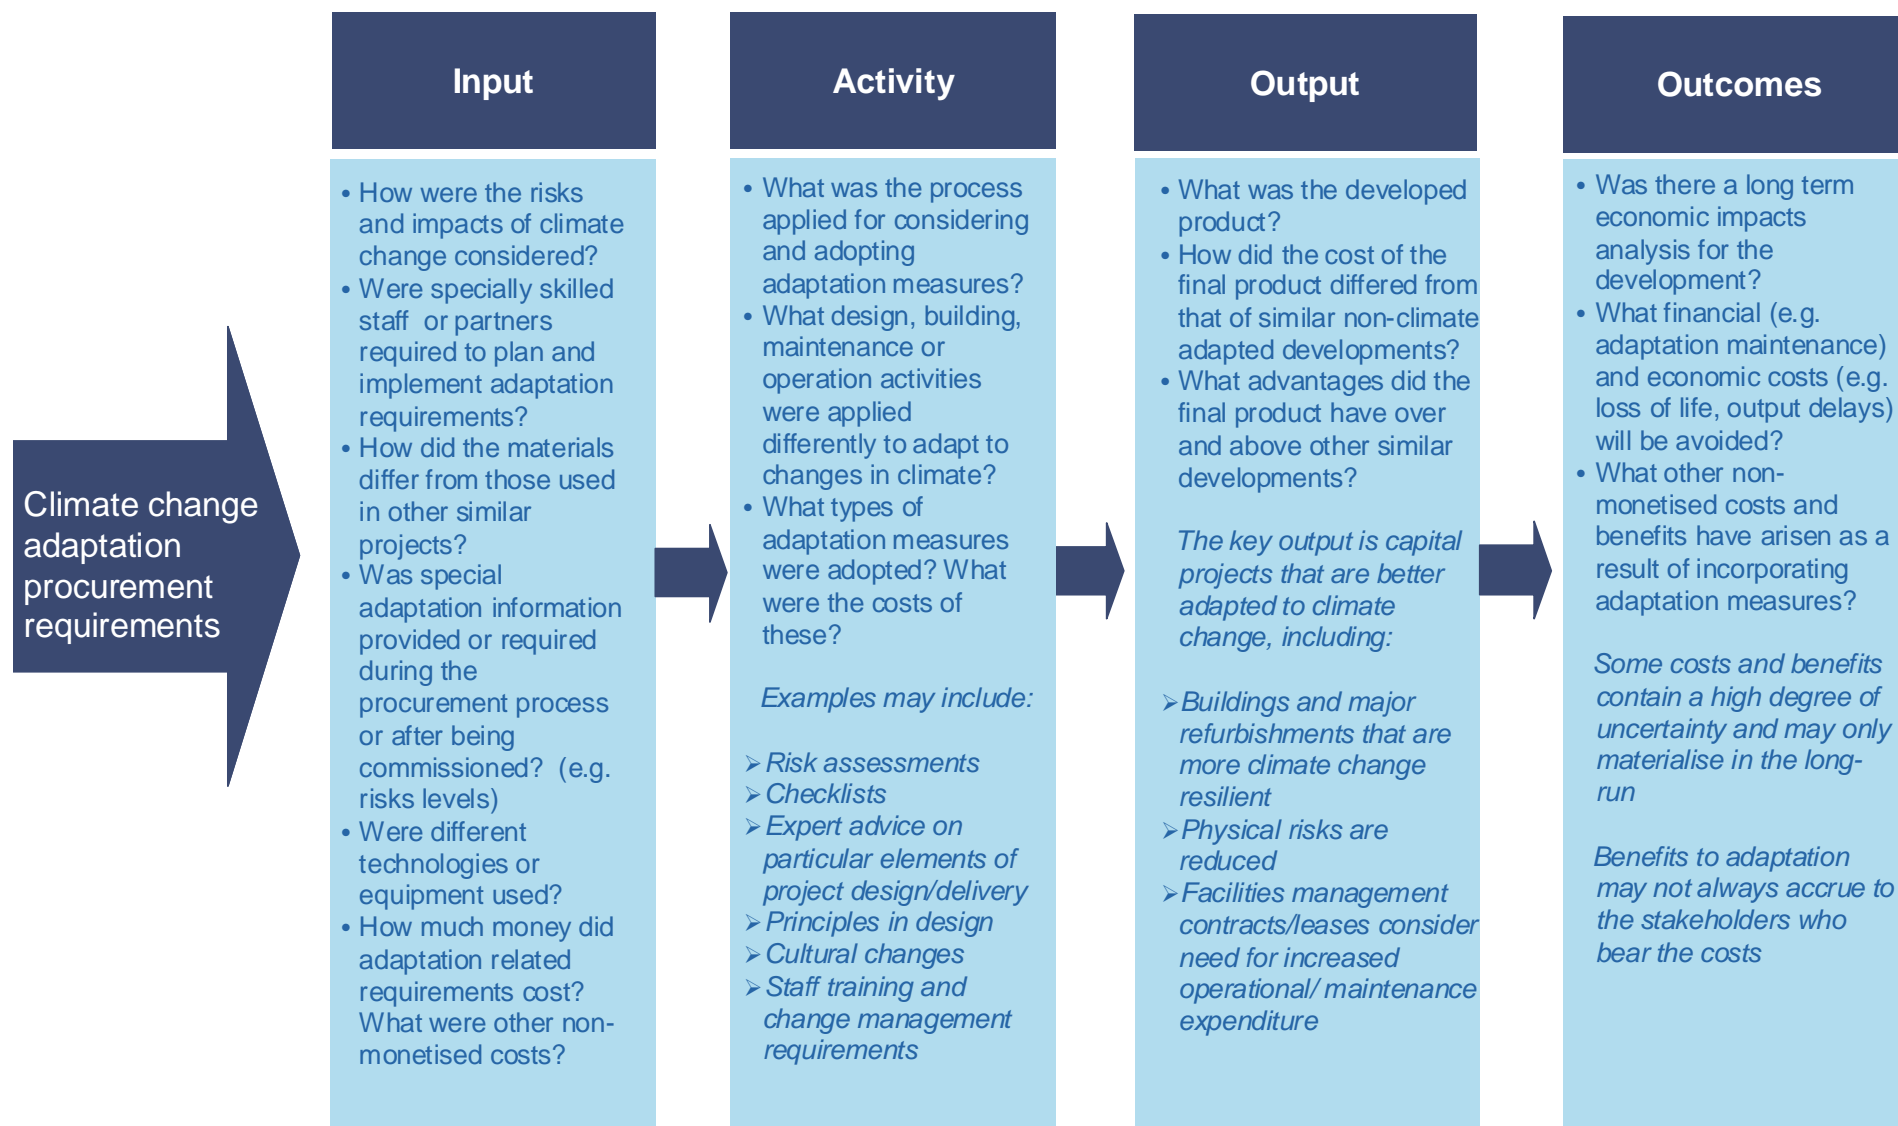 Climate change
adaptation
procurement
requirements
Input
• How were the risks
and impacts of climate
change considered?
• Were specially skilled
staff or partners
required to plan and
implement adaptation
requirements?
• How did the materials
differ from those used
in other similar
projects?
• Was special
adaptation information
provided or required
during the
procurement process
or after being
commissioned? (e.g.
risks levels)
• Were different
technologies or
equipment used?
• How much money did
adaptation related
requirements cost?
What were other non-
monetised costs?
Activity
• What was the process
applied for considering
and adopting
adaptation measures?
• What design, building,
maintenance or
operation activities
were applied
differently to adapt to
changes in climate?
• What types of
adaptation measures
were adopted? What
were the costs of
these?
Examples may include:
➢ Risk assessments
➢ Checklists
➢ Expert advice on
particular elements of
project design/delivery
➢ Principles in design
➢ Cultural changes
➢ Staff training and
change management
requirements
Output
• What was the developed
product?
• How did the cost of the
final product differed from
that of similar non-climate
adapted developments?
• What advantages did the
final product have over
and above other similar
developments?
The key output is capital
projects that are better
adapted to climate
change, including:
➢ Buildings and major
refurbishments that are
more climate change
resilient
➢ Physical risks are
reduced
➢ Facilities management
contracts/leases consider
need for increased
operational/ maintenance
expenditure
Outcomes
• Was there a long term
economic impacts
analysis for the
development?
• What financial (e.g.
adaptation maintenance)
and economic costs (e.g.
loss of life, output delays)
will be avoided?
• What other non-
monetised costs and
benefits have arisen as a
result of incorporating
adaptation measures?
Some costs and benefits
contain a high degree of
uncertainty and may only
materialise in the long-
run
Benefits to adaptation
may not always accrue to
the stakeholders who
bear the costs